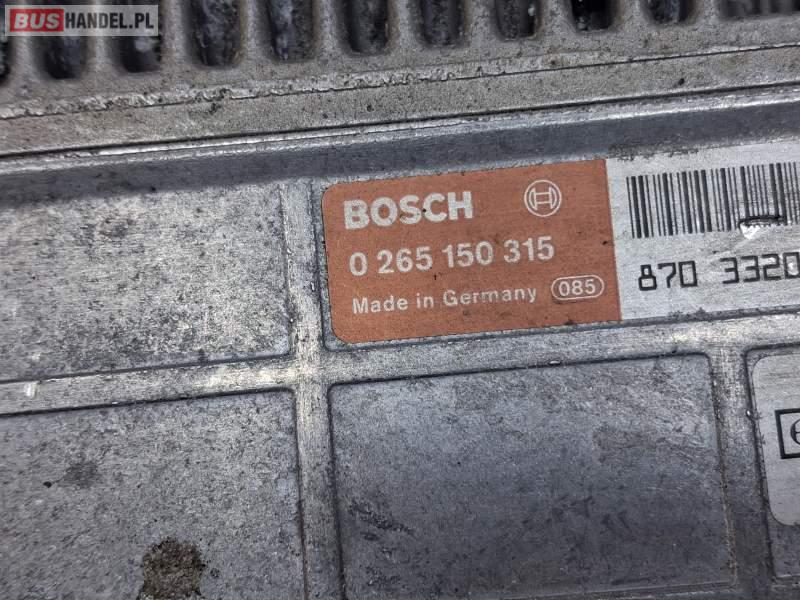 BUSHANDEL.PL
BOSCH
0 265 150 315
Made in Germany 085
870 3320